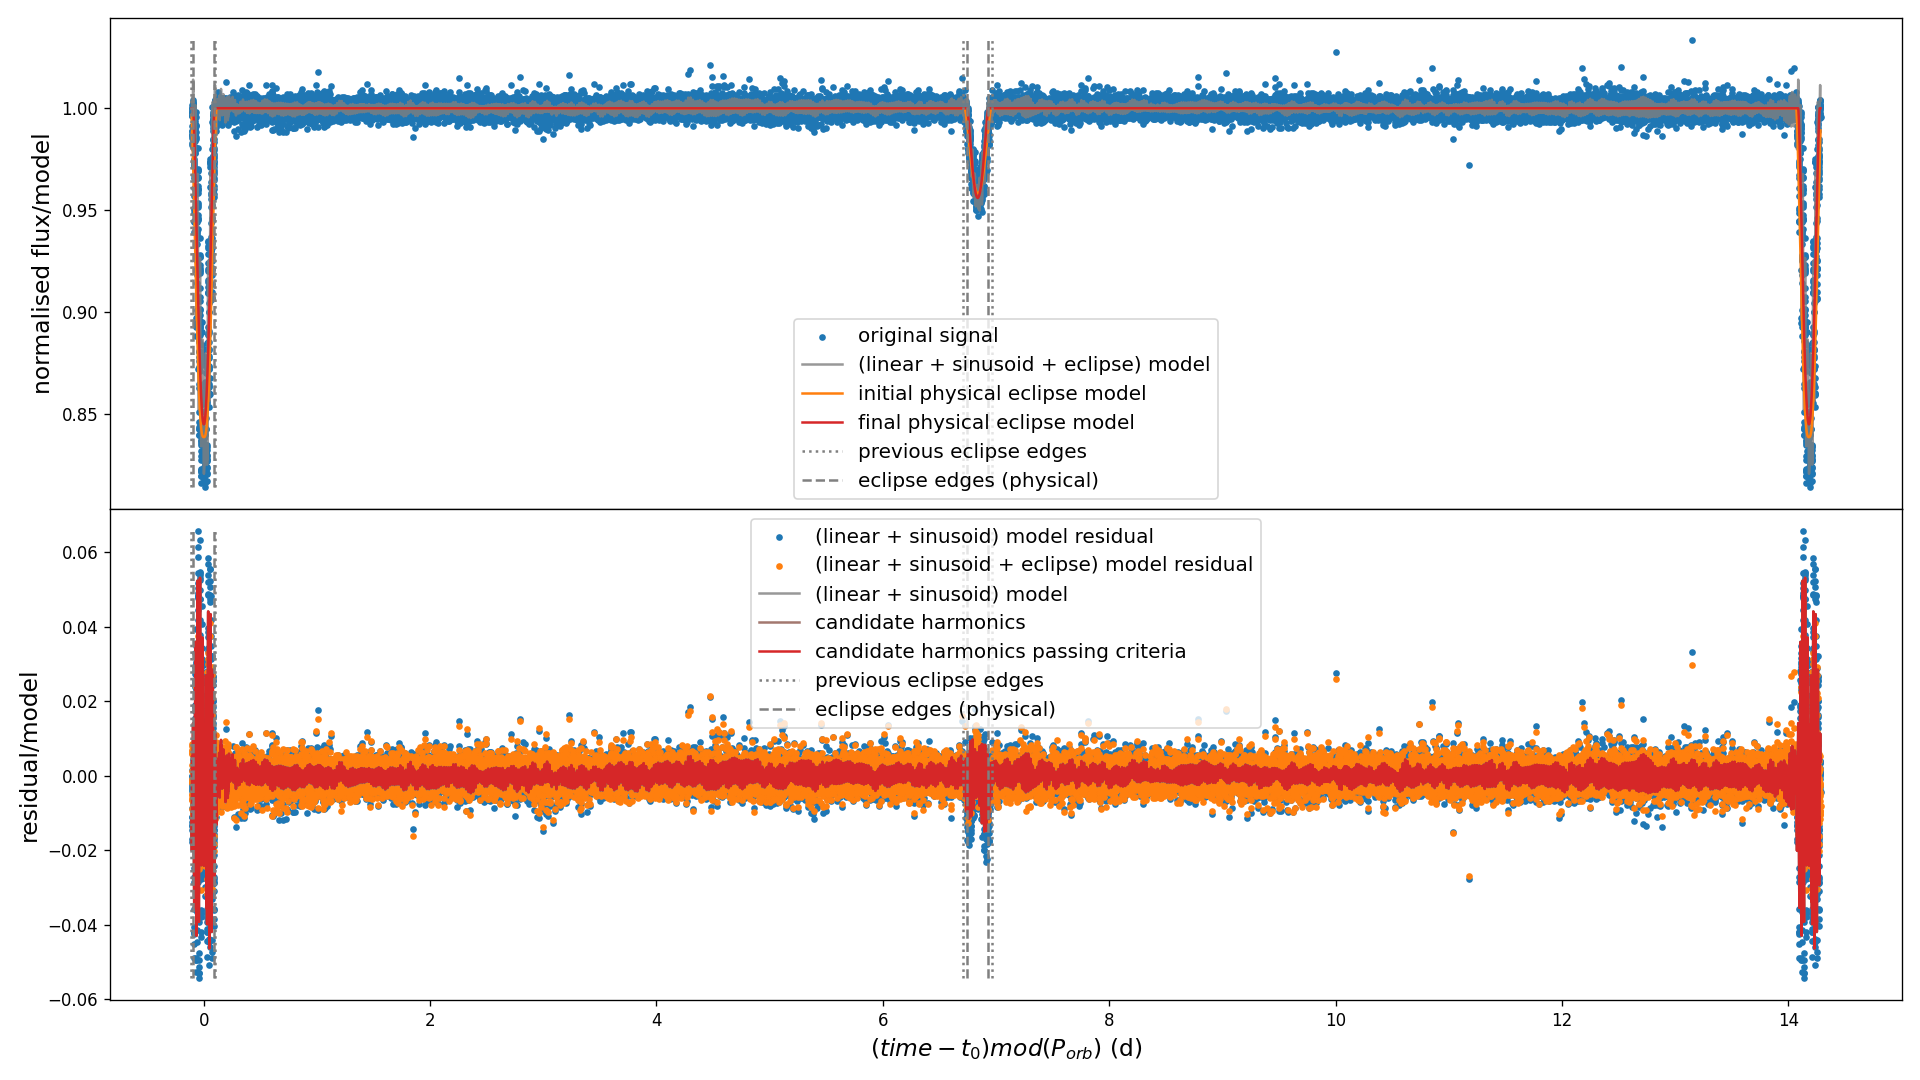 normalised flux/model
1.00
0.95
0.90
0.85
original signal
(linear + sinusoid + eclipse) model
initial physical eclipse model
final physical eclipse model
previous eclipse edges
eclipse edges (physical)
residual/model
0.06
0.04
0.02
0.00
−0.02
−0.04
−0.06
(linear + sinusoid) model residual
(linear + sinusoid + eclipse) model residual
(linear + sinusoid) model
candidate harmonics
candidate harmonics passing criteria
previous eclipse edges
eclipse edges (physical)
0 2 4 6 8 10 12 14
(time − t₀)mod(Pₒᵣb) (d)